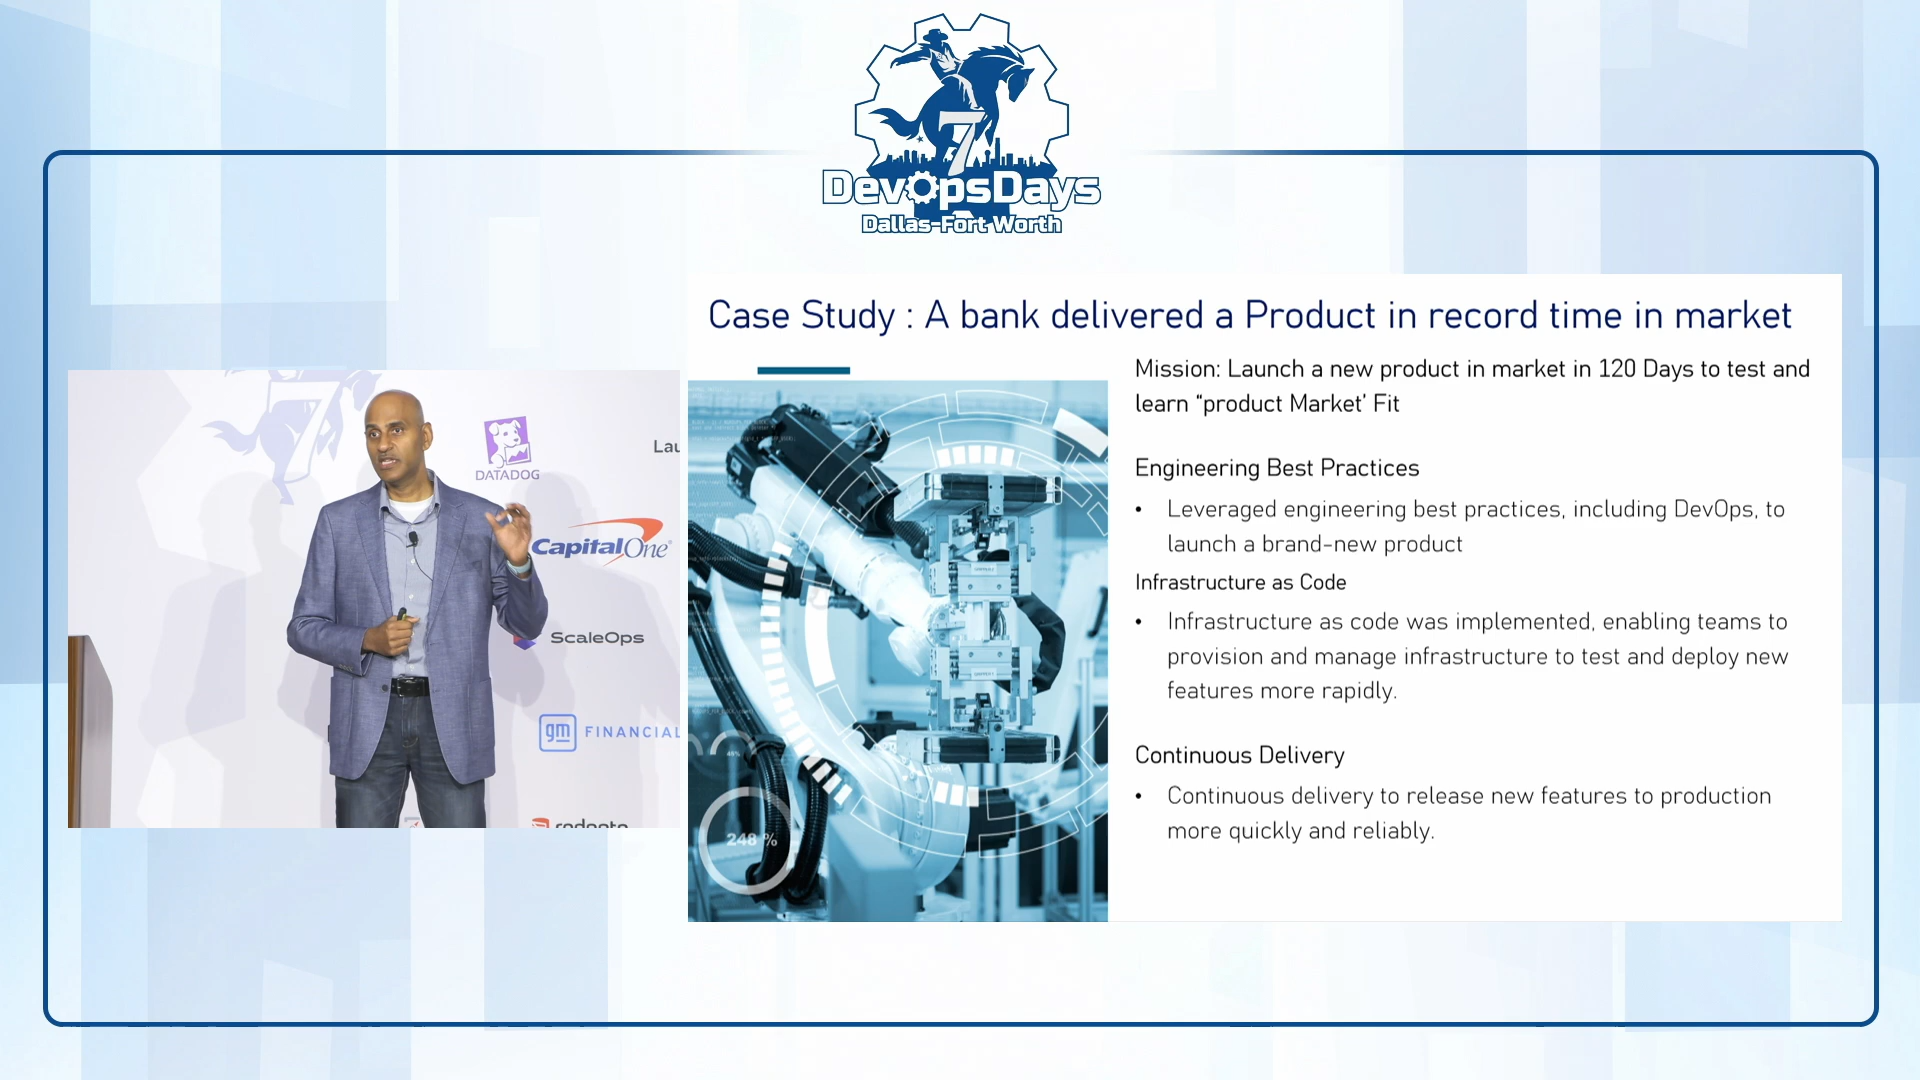 7
DevOpsDays
Dallas-Fort Worth
Case Study : A bank delivered a Product in record time in market
Mission: Launch a new product in market in 120 Days to test and
learn “product Market’ Fit
Engineering Best Practices
• Leveraged engineering best practices, including DevOps, to
launch a brand-new product
Infrastructure as Code
• Infrastructure as code was implemented, enabling teams to
provision and manage infrastructure to test and deploy new
features more rapidly.
Continuous Delivery
• Continuous delivery to release new features to production
more quickly and reliably.
248 %
7
DATADOG
Lau
Capital One
ScaleOps
gm FINANCIAL